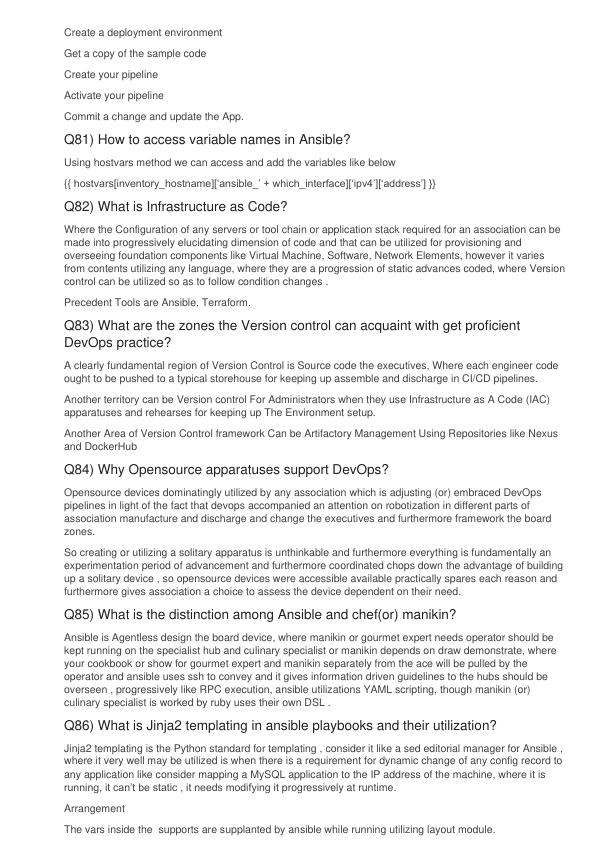 Create a deployment environment
Get a copy of the sample code
Create your pipeline
Activate your pipeline
Commit a change and update the App.
Q81) How to access variable names in Ansible?
Using hostvars method we can access and add the variables like below
{{ hostvars[inventory_hostname]['ansible_' + which_interface]['ipv4']['address'] }}
Q82) What is Infrastructure as Code?
Where the Configuration of any servers or tool chain or application stack required for an association can be
made into progressively elucidating dimension of code and that can be utilized for provisioning and
overseeing foundation components like Virtual Machine, Software, Network Elements, however it varies
from contents utilizing any language, where they are a progression of static advances coded, where Version
control can be utilized so as to follow condition changes .
Precedent Tools are Ansible, Terraform.
Q83) What are the zones the Version control can acquaint with get proficient
DevOps practice?
A clearly fundamental region of Version Control is Source code the executives, Where each engineer code
ought to be pushed to a typical storehouse for keeping up assemble and discharge in CI/CD pipelines.
Another territory can be Version control For Administrators when they use Infrastructure as A Code (IAC)
apparatuses and rehearses for keeping up The Environment setup.
Another Area of Version Control framework Can be Artifactory Management Using Repositories like Nexus
and DockerHub
Q84) Why Opensource apparatuses support DevOps?
Opensource devices dominatingly utilized by any association which is adjusting (or) embraced DevOps
pipelines in light of the fact that devops accompanied an attention on robotization in different parts of
association manufacture and discharge and change the executives and furthermore framework the board
zones.
So creating or utilizing a solitary apparatus is unthinkable and furthermore everything is fundamentally an
experimentation period of advancement and furthermore coordinated chops down the advantage of building
up a solitary device , so opensource devices were accessible available practically spares each reason and
furthermore gives association a choice to assess the device dependent on their need.
Q85) What is the distinction among Ansible and chef(or) manikin?
Ansible is Agentless design the board device, where manikin or gourmet expert needs operator should be
kept running on the specialist hub and culinary specialist or manikin depends on draw demonstrate, where
your cookbook or show for gourmet expert and manikin separately from the ace will be pulled by the
operator and ansible uses ssh to convey and it gives information driven guidelines to the hubs should be
overseen , progressively like RPC execution, ansible utilizations YAML scripting, though manikin (or)
culinary specialist is worked by ruby uses their own DSL .
Q86) What is Jinja2 templating in ansible playbooks and their utilization?
Jinja2 templating is the Python standard for templating , consider it like a sed editorial manager for Ansible ,
where it very well may be utilized is when there is a requirement for dynamic change of any config record to
any application like consider mapping a MySQL application to the IP address of the machine, where it is
running, it can't be static , it needs modifying it progressively at runtime.
Arrangement
The vars inside the  supports are supplanted by ansible while running utilizing layout module.